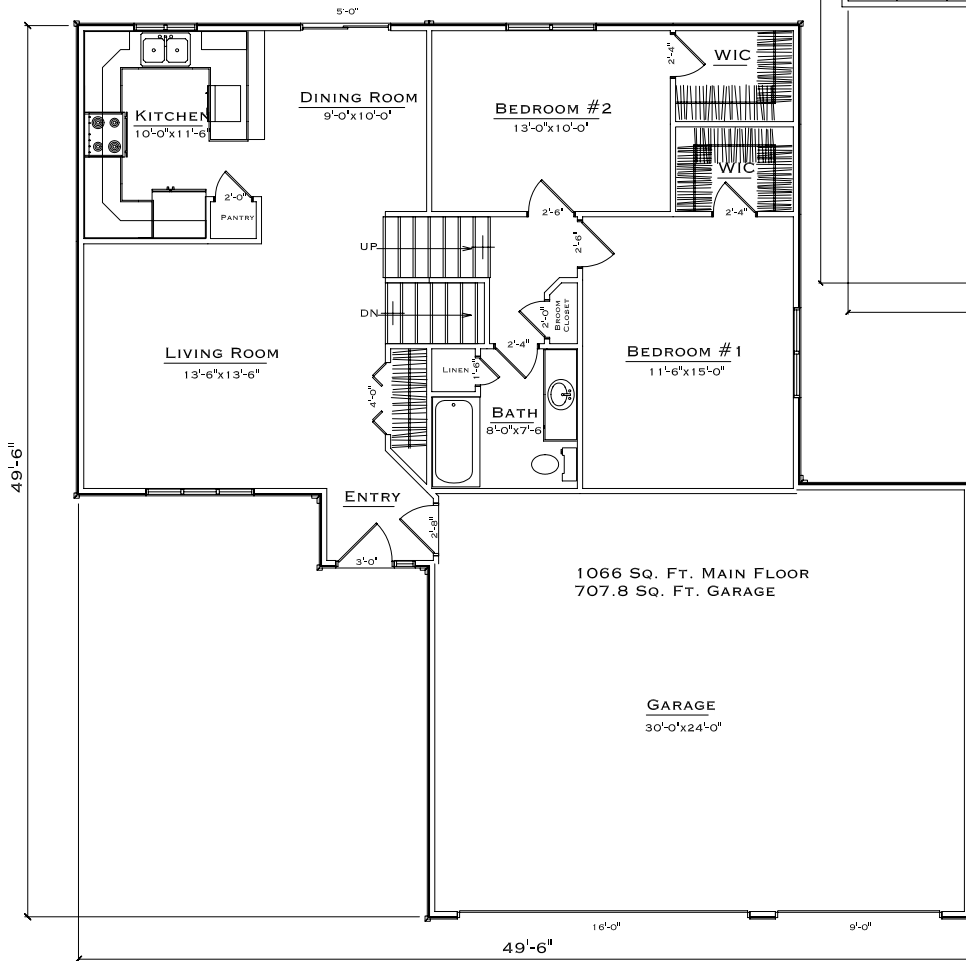 5'-0"
WIC
2'-4"
KITCHEN
10'-0"x11'-6"
DINING ROOM
9'-0"x10'-0"
BEDROOM #2
13'-0"x10'-0"
WIC
2'-0"
PANTRY
2'-6"
2'-4"
UP
2'-6"
DN
2'-0"
BROOM
CLOSET
2'-4"
LIVING ROOM
13'-6"x13'-6"
BEDROOM #1
11'-6"x15'-0"
LINEN
1'-6"
4'-0"
BATH
8'-0"x7'-6"
49'-6"
ENTRY
2'-8"
3'-0"
1066 SQ. FT. MAIN FLOOR
707.8 SQ. FT. GARAGE
GARAGE
30'-0"x24'-0"
16'-0"
9'-0"
49'-6"